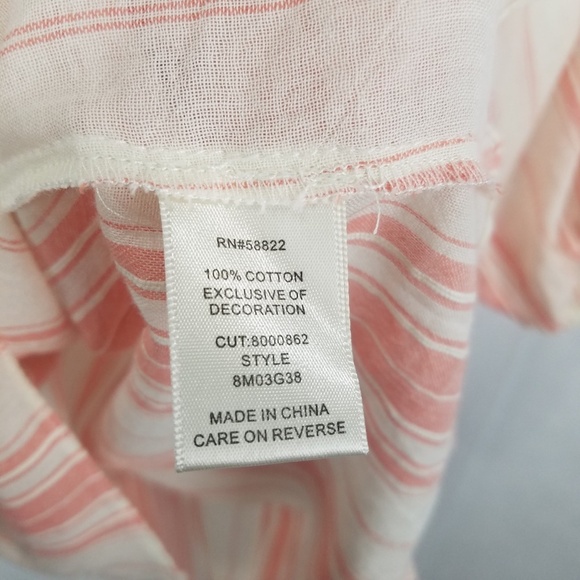 RN#58822
100% COTTON
EXCLUSIVE OF
DECORATION
CUT:8000862
STYLE
8M03G38
MADE IN CHINA
CARE ON REVERSE